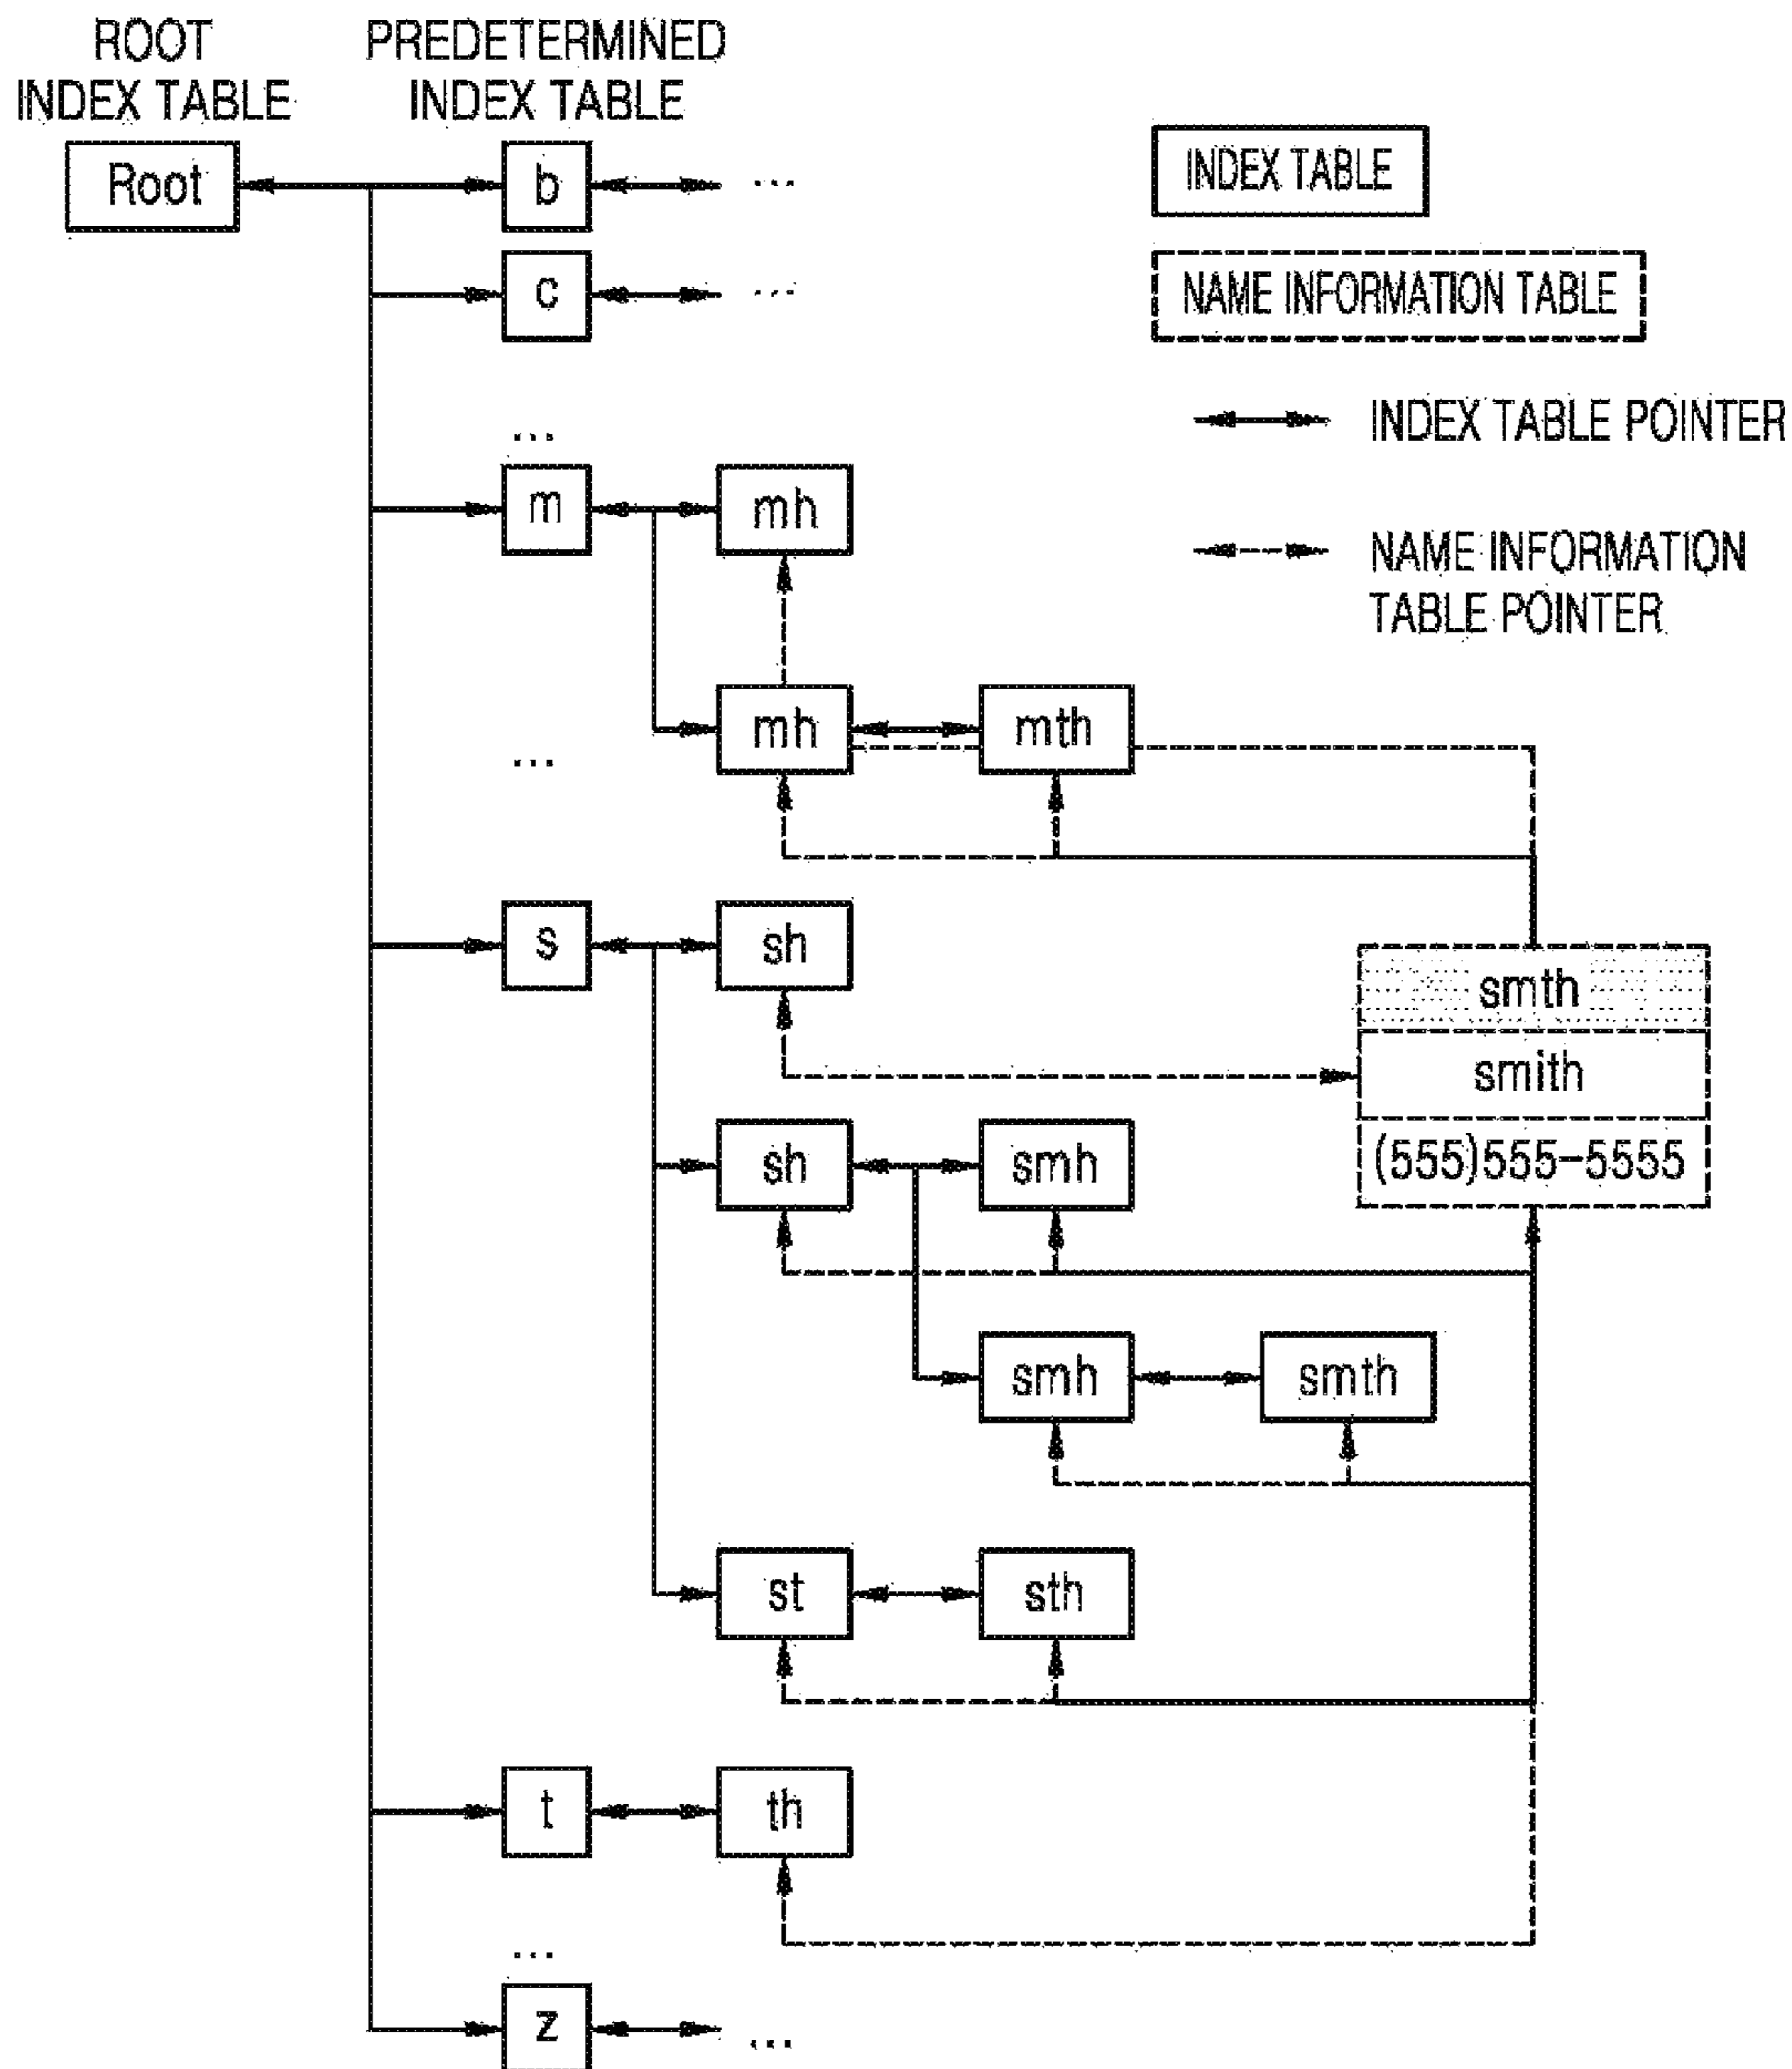 ROOT
INDEX TABLE
PREDETERMINED
INDEX TABLE
Root
b
...
INDEX TABLE
c
...
NAME INFORMATION TABLE
INDEX TABLE POINTER
...
m
mh
NAME INFORMATION
TABLE POINTER
mh
mth
...
s
sh
smth
smith
(555)555-5555
sh
smh
smh
smth
st
sth
t
th
...
z
...